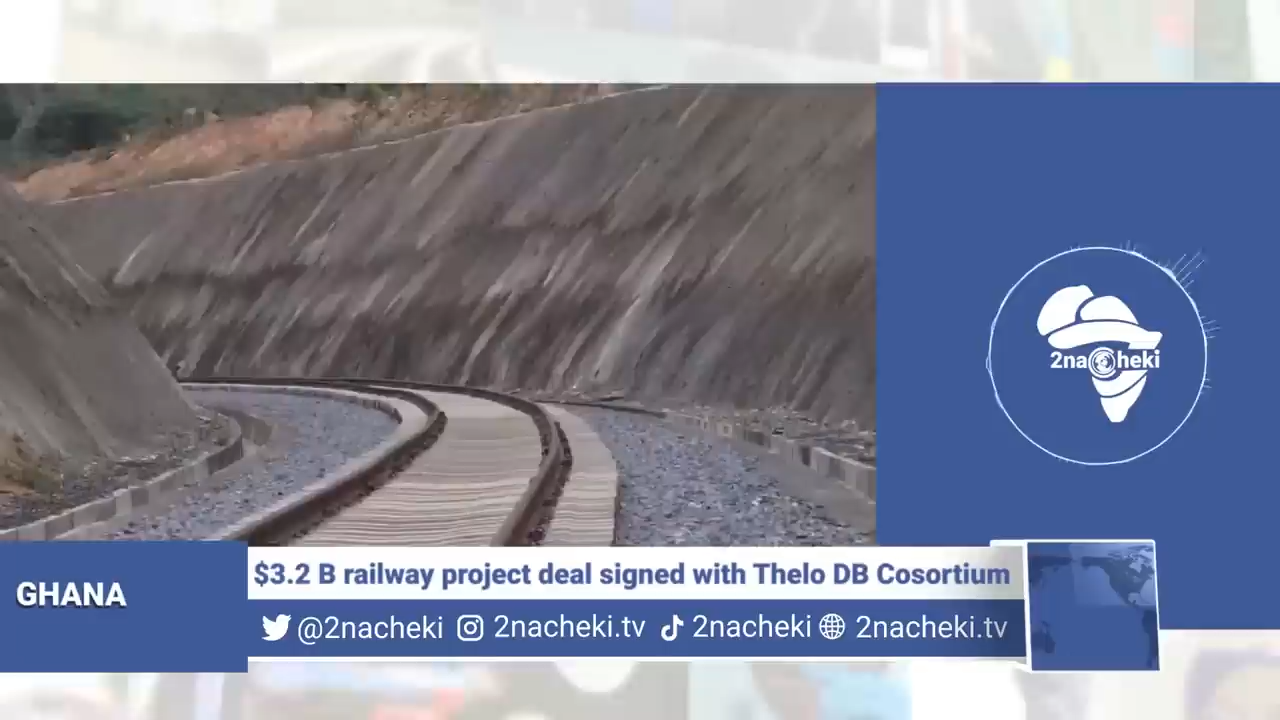 2nacheki
GHANA
$3.2 B railway project deal signed with Thelo DB Cosortium
@2nacheki 2nacheki.tv 2nacheki 2nacheki.tv